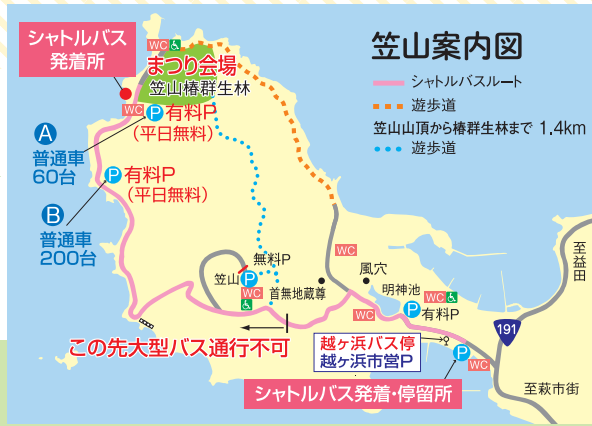 笠山案内図
シャトルバスルート
遊歩道
笠山山頂から椿群生林まで 1.4km
遊歩道
シャトルバス
発着所
WC
まつり会場
笠山椿群生林
WC
P 有料P
(平日無料)
A
普通車
60台
P 有料P
(平日無料)
B
普通車
200台
WC
無料P
笠山
P
WC
首無地蔵尊
風穴
明神池
WC
P 有料P
WC
至益田
191
この先大型バス通行不可
越ヶ浜バス停
越ヶ浜市営P
P
WC
シャトルバス発着・停留所
至萩市街